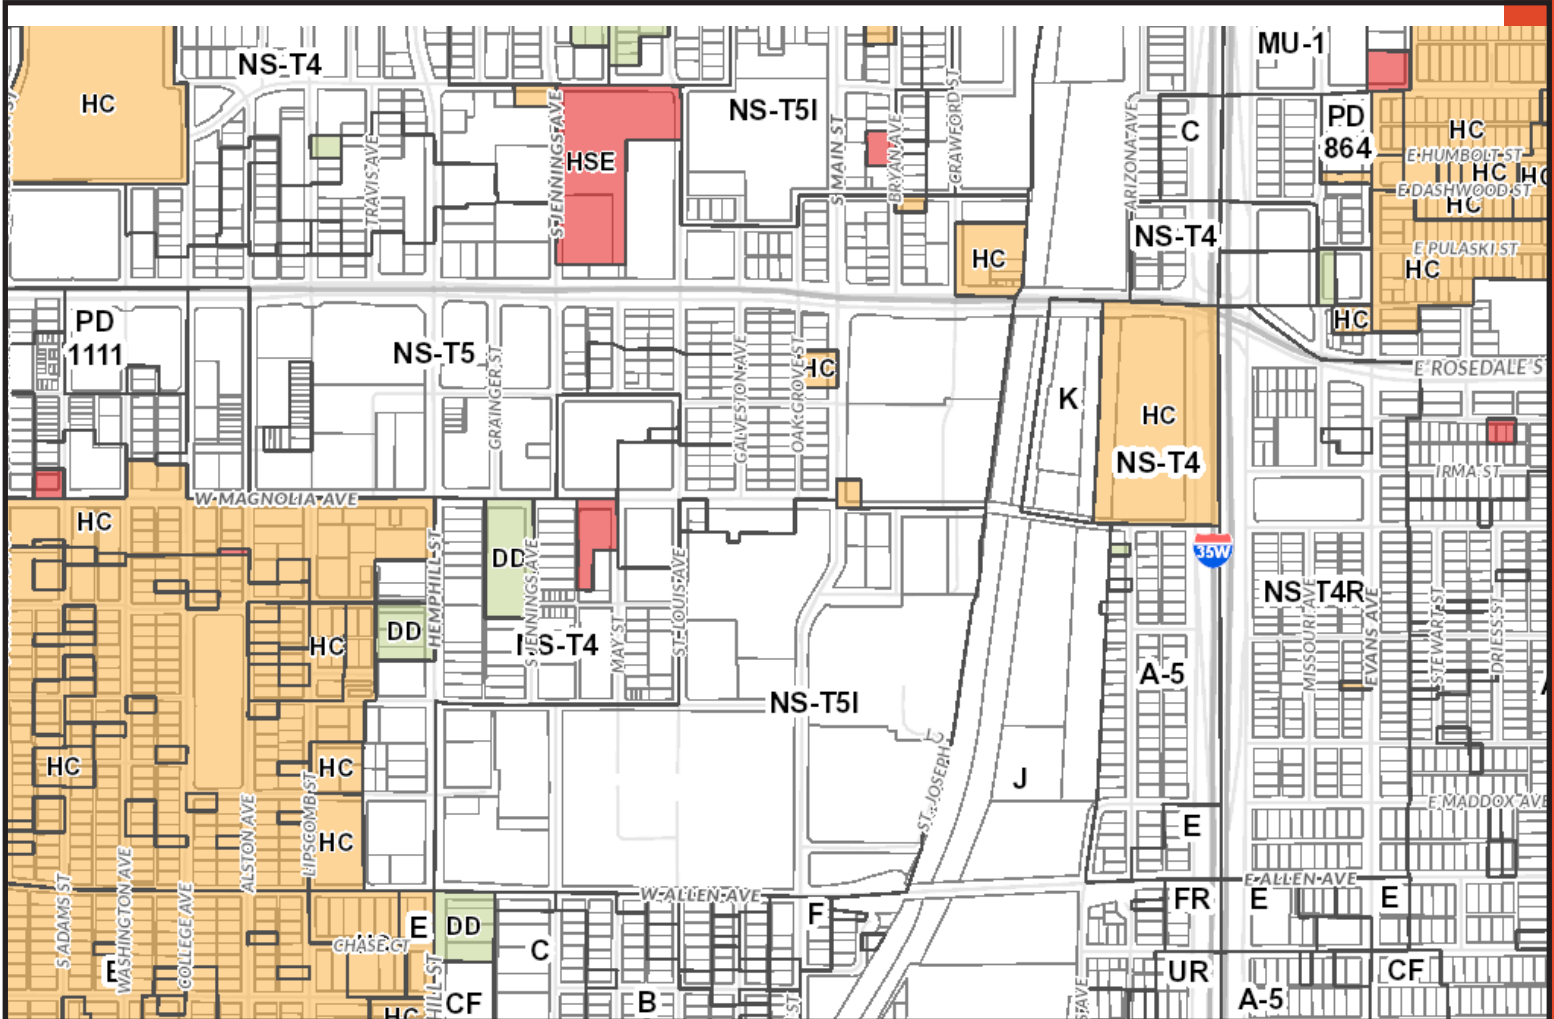 NS-T4
MU-1
HC
NS-T5I
PD
864
C
HC
E HUMBOLT ST
HC
HC
E DASHWOOD ST
HC
HSE
S JENNINGS AVE
TRAVIS AVE
S MAIN ST
BRYAN AVE
CRAWFORD ST
ARIZONA AVE
NS-T4
HC
E PULASKI ST
HC
HC
PD
1111
NS-T5
GRAINGER ST
GALVESTON AVE
OAK GROVE ST
HC
K
HC
NS-T4
E ROSEDALE ST
IRMA ST
W MAGNOLIA AVE
HC
DD
HEMPHILL ST
S JENNINGS AVE
MAY ST
ST LOUIS AVE
35W
NS-T4R
MISSOURI AVE
EVANS AVE
STEWART ST
DRIESS ST
HC
DD
NS-T4
A-5
NS-T5I
HC
HC
HC
ALSTON AVE
LIPSCOMB ST
ST. JOSEPH C
J
E
E MADDOX AVE
W ALLEN AVE
E ALLEN AVE
S ADAMS ST
WASHINGTON AVE
COLLEGE AVE
CHASE CT
E
DD
C
F
FR
E
E
HC
CF
B
UR
A-5
CF